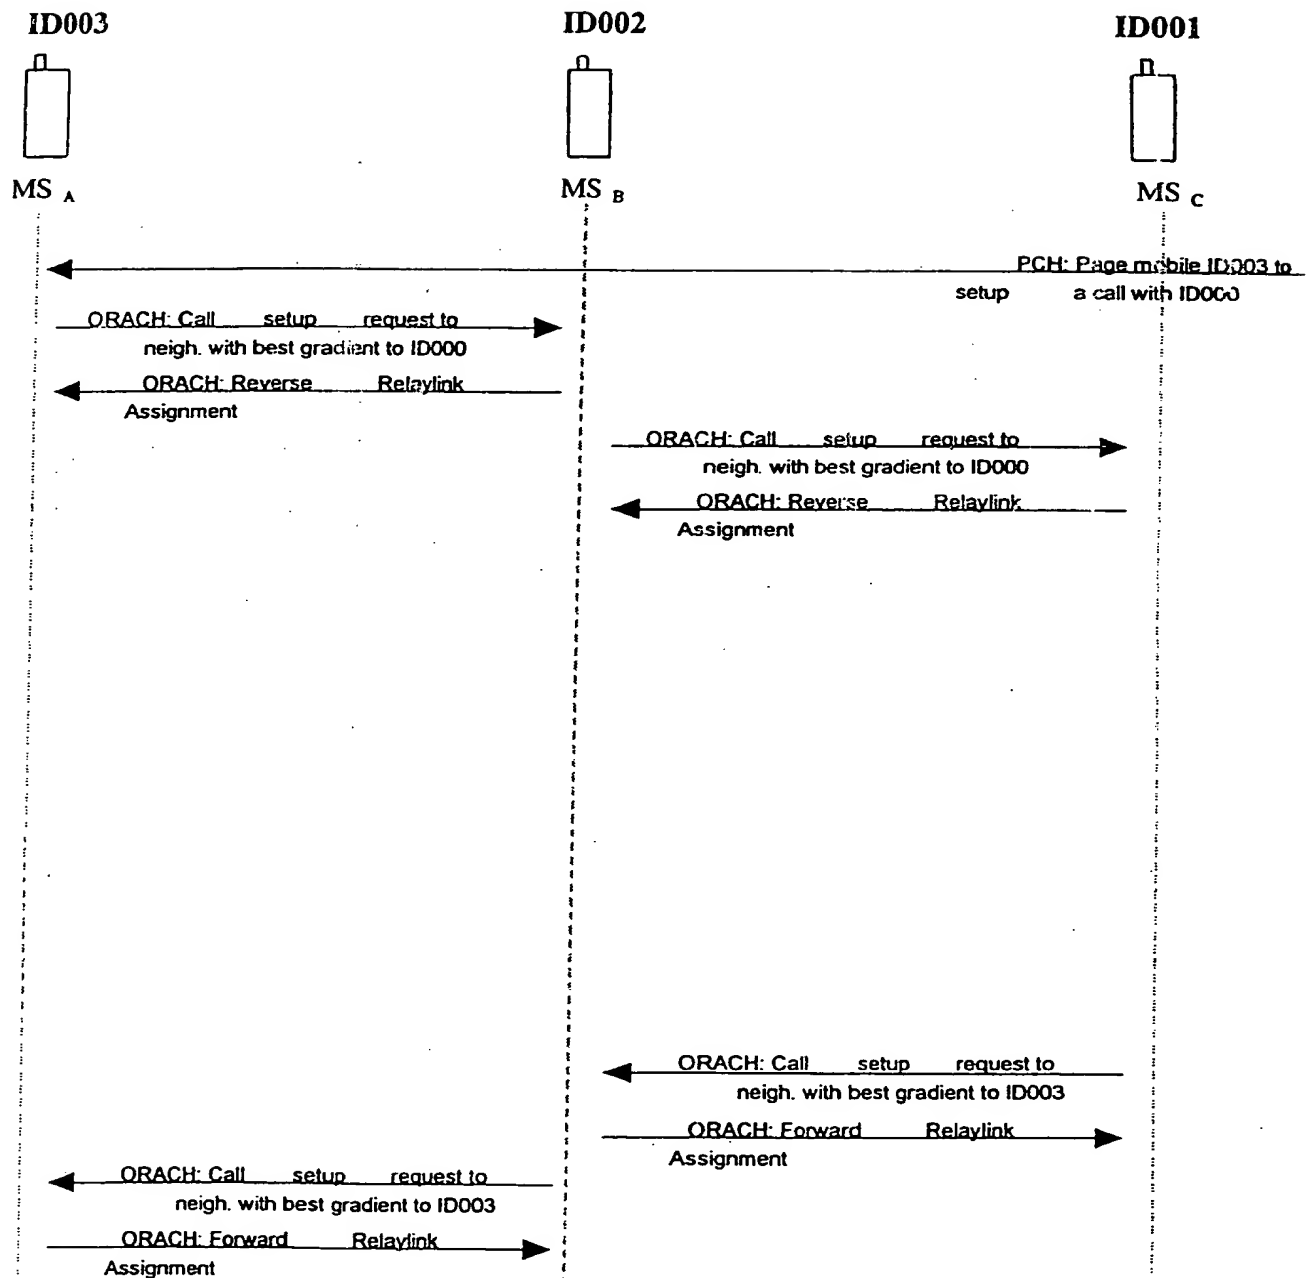 ID003 ID002 ID001
MS A MS B MS C
PCH: Page mobile ID003 to
setup a call with ID000
ORACH: Call setup request to
neigh. with best gradient to ID000
ORACH: Reverse Relaylink
Assignment
ORACH: Call setup request to
neigh. with best gradient to ID000
ORACH: Reverse Relaylink
Assignment
ORACH: Call setup request to
neigh. with best gradient to ID003
ORACH: Forward Relaylink
Assignment
ORACH: Call setup request to
neigh. with best gradient to ID003
ORACH: Forward Relaylink
Assignment